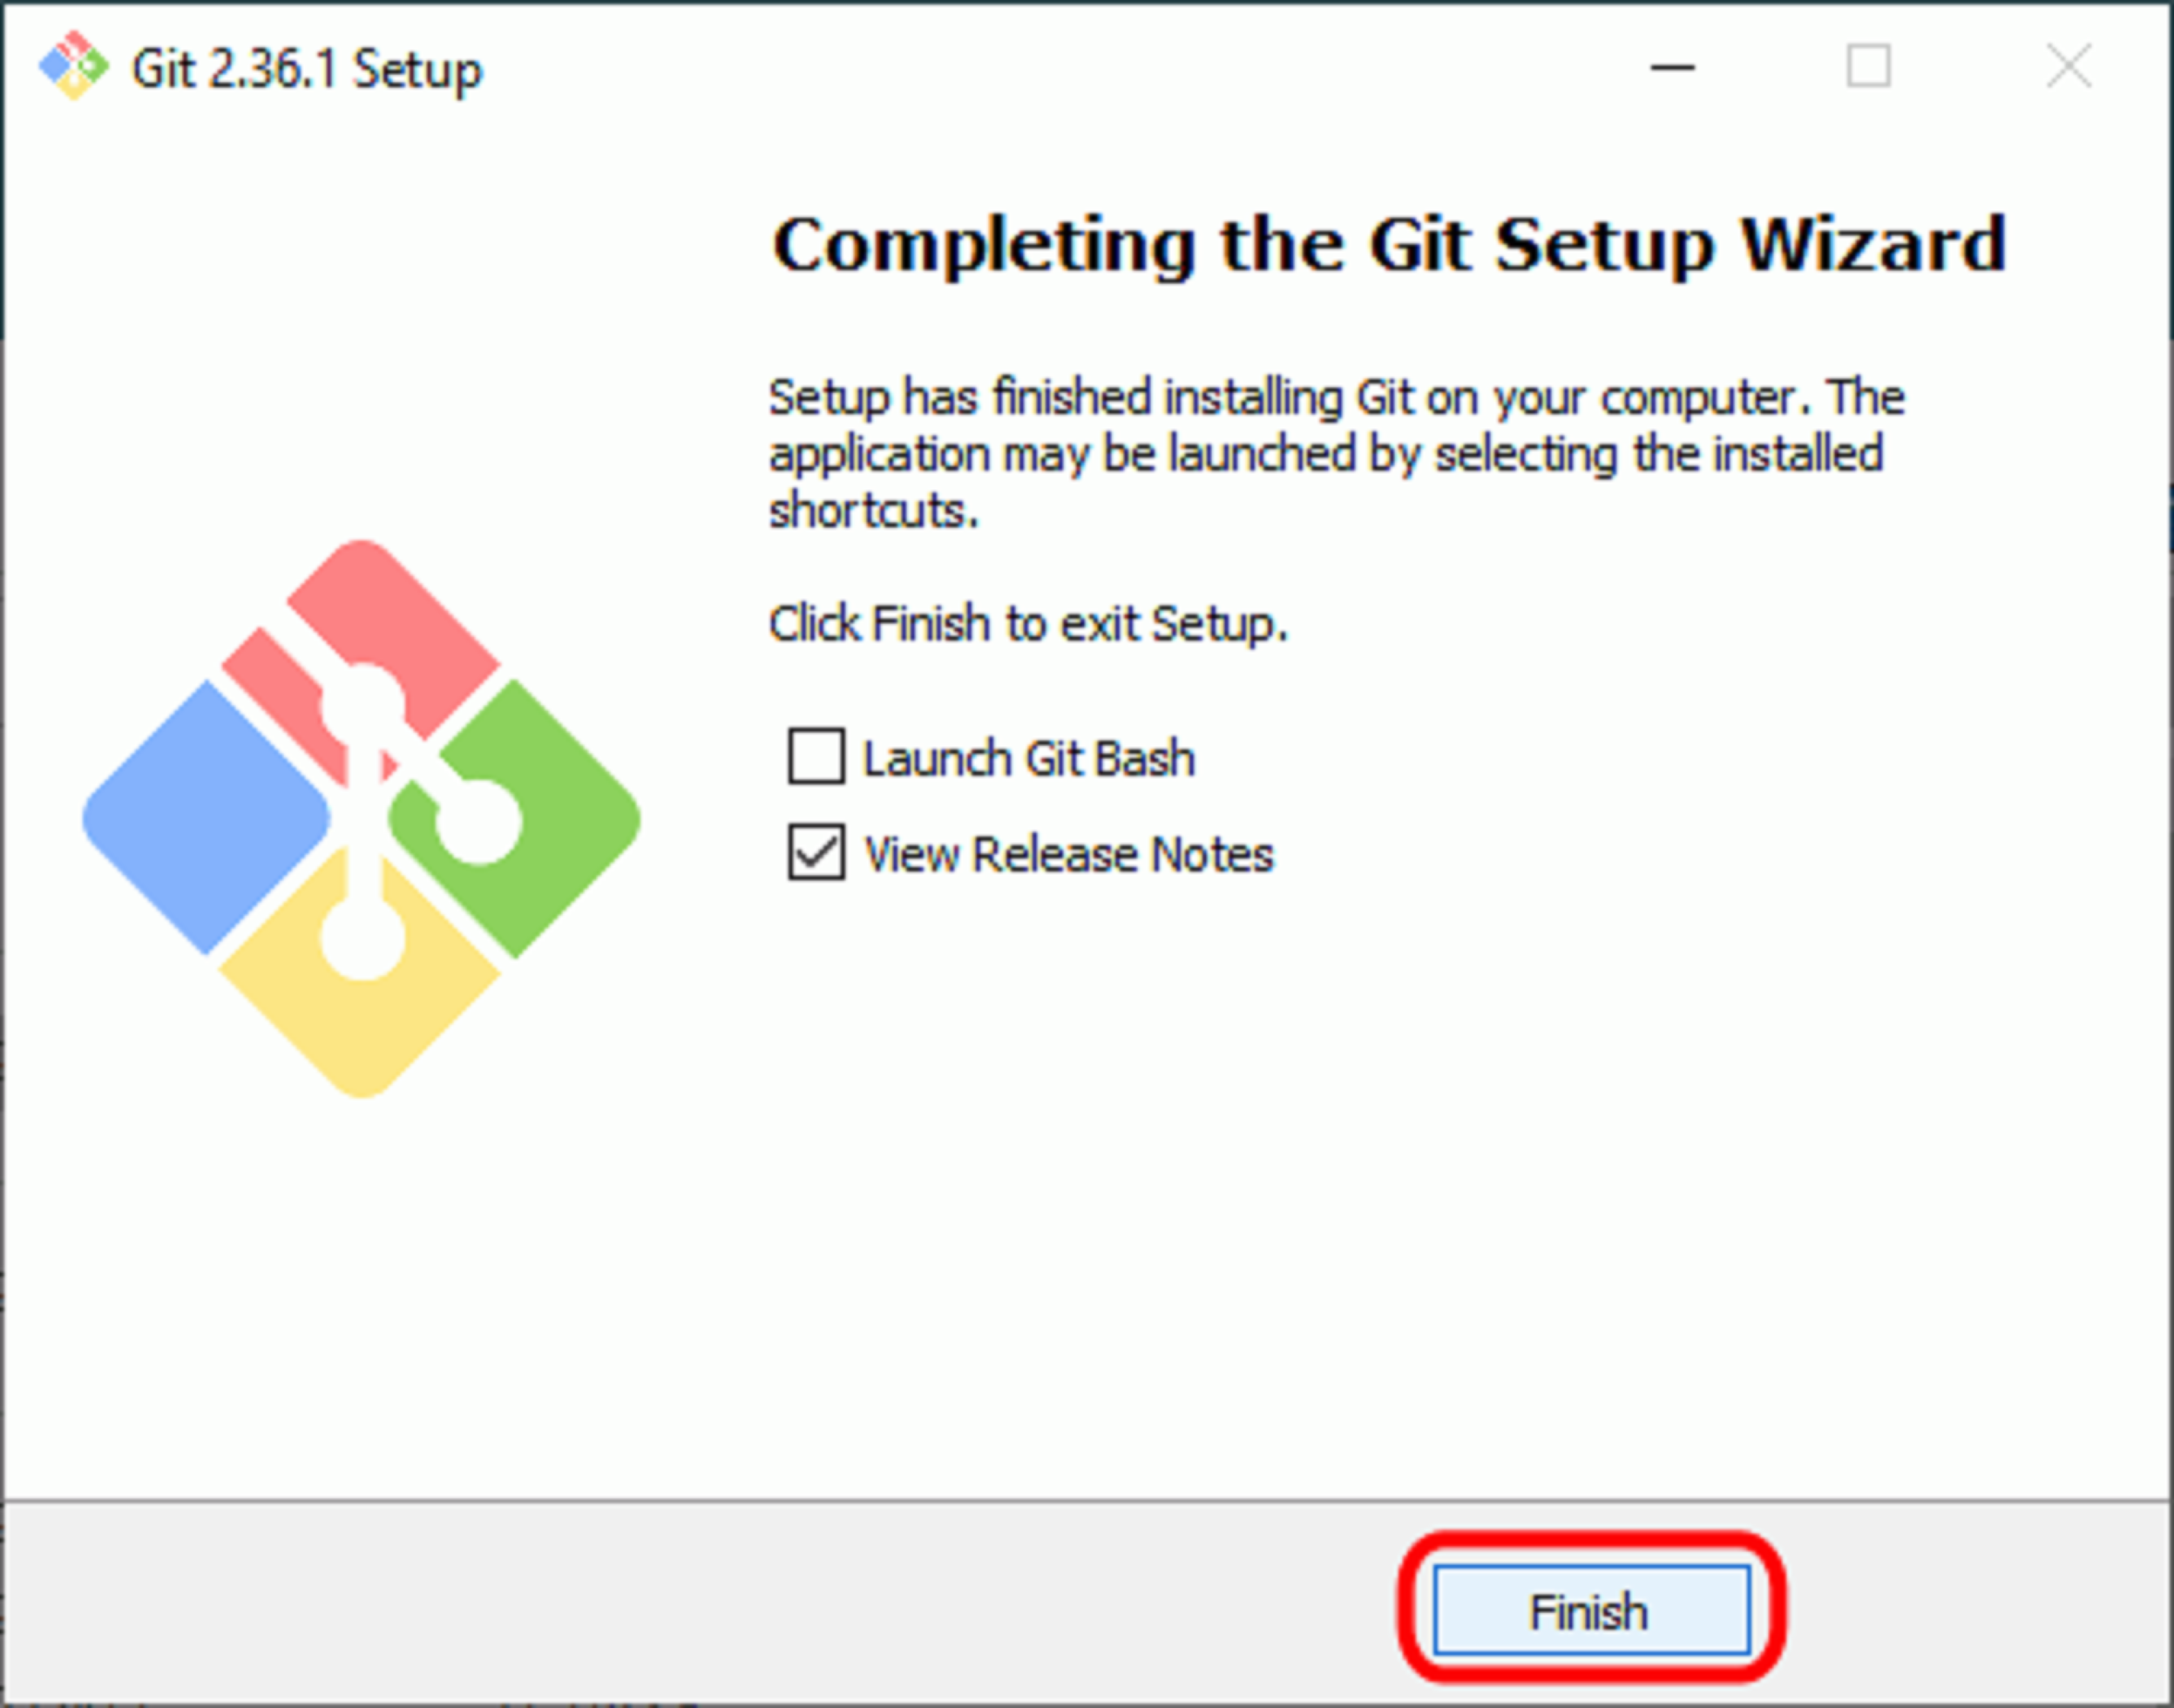 Git 2.36.1 Setup
Completing the Git Setup Wizard
Setup has finished installing Git on your computer. The
application may be launched by selecting the installed
shortcuts.
Click Finish to exit Setup.
Launch Git Bash
View Release Notes
Finish